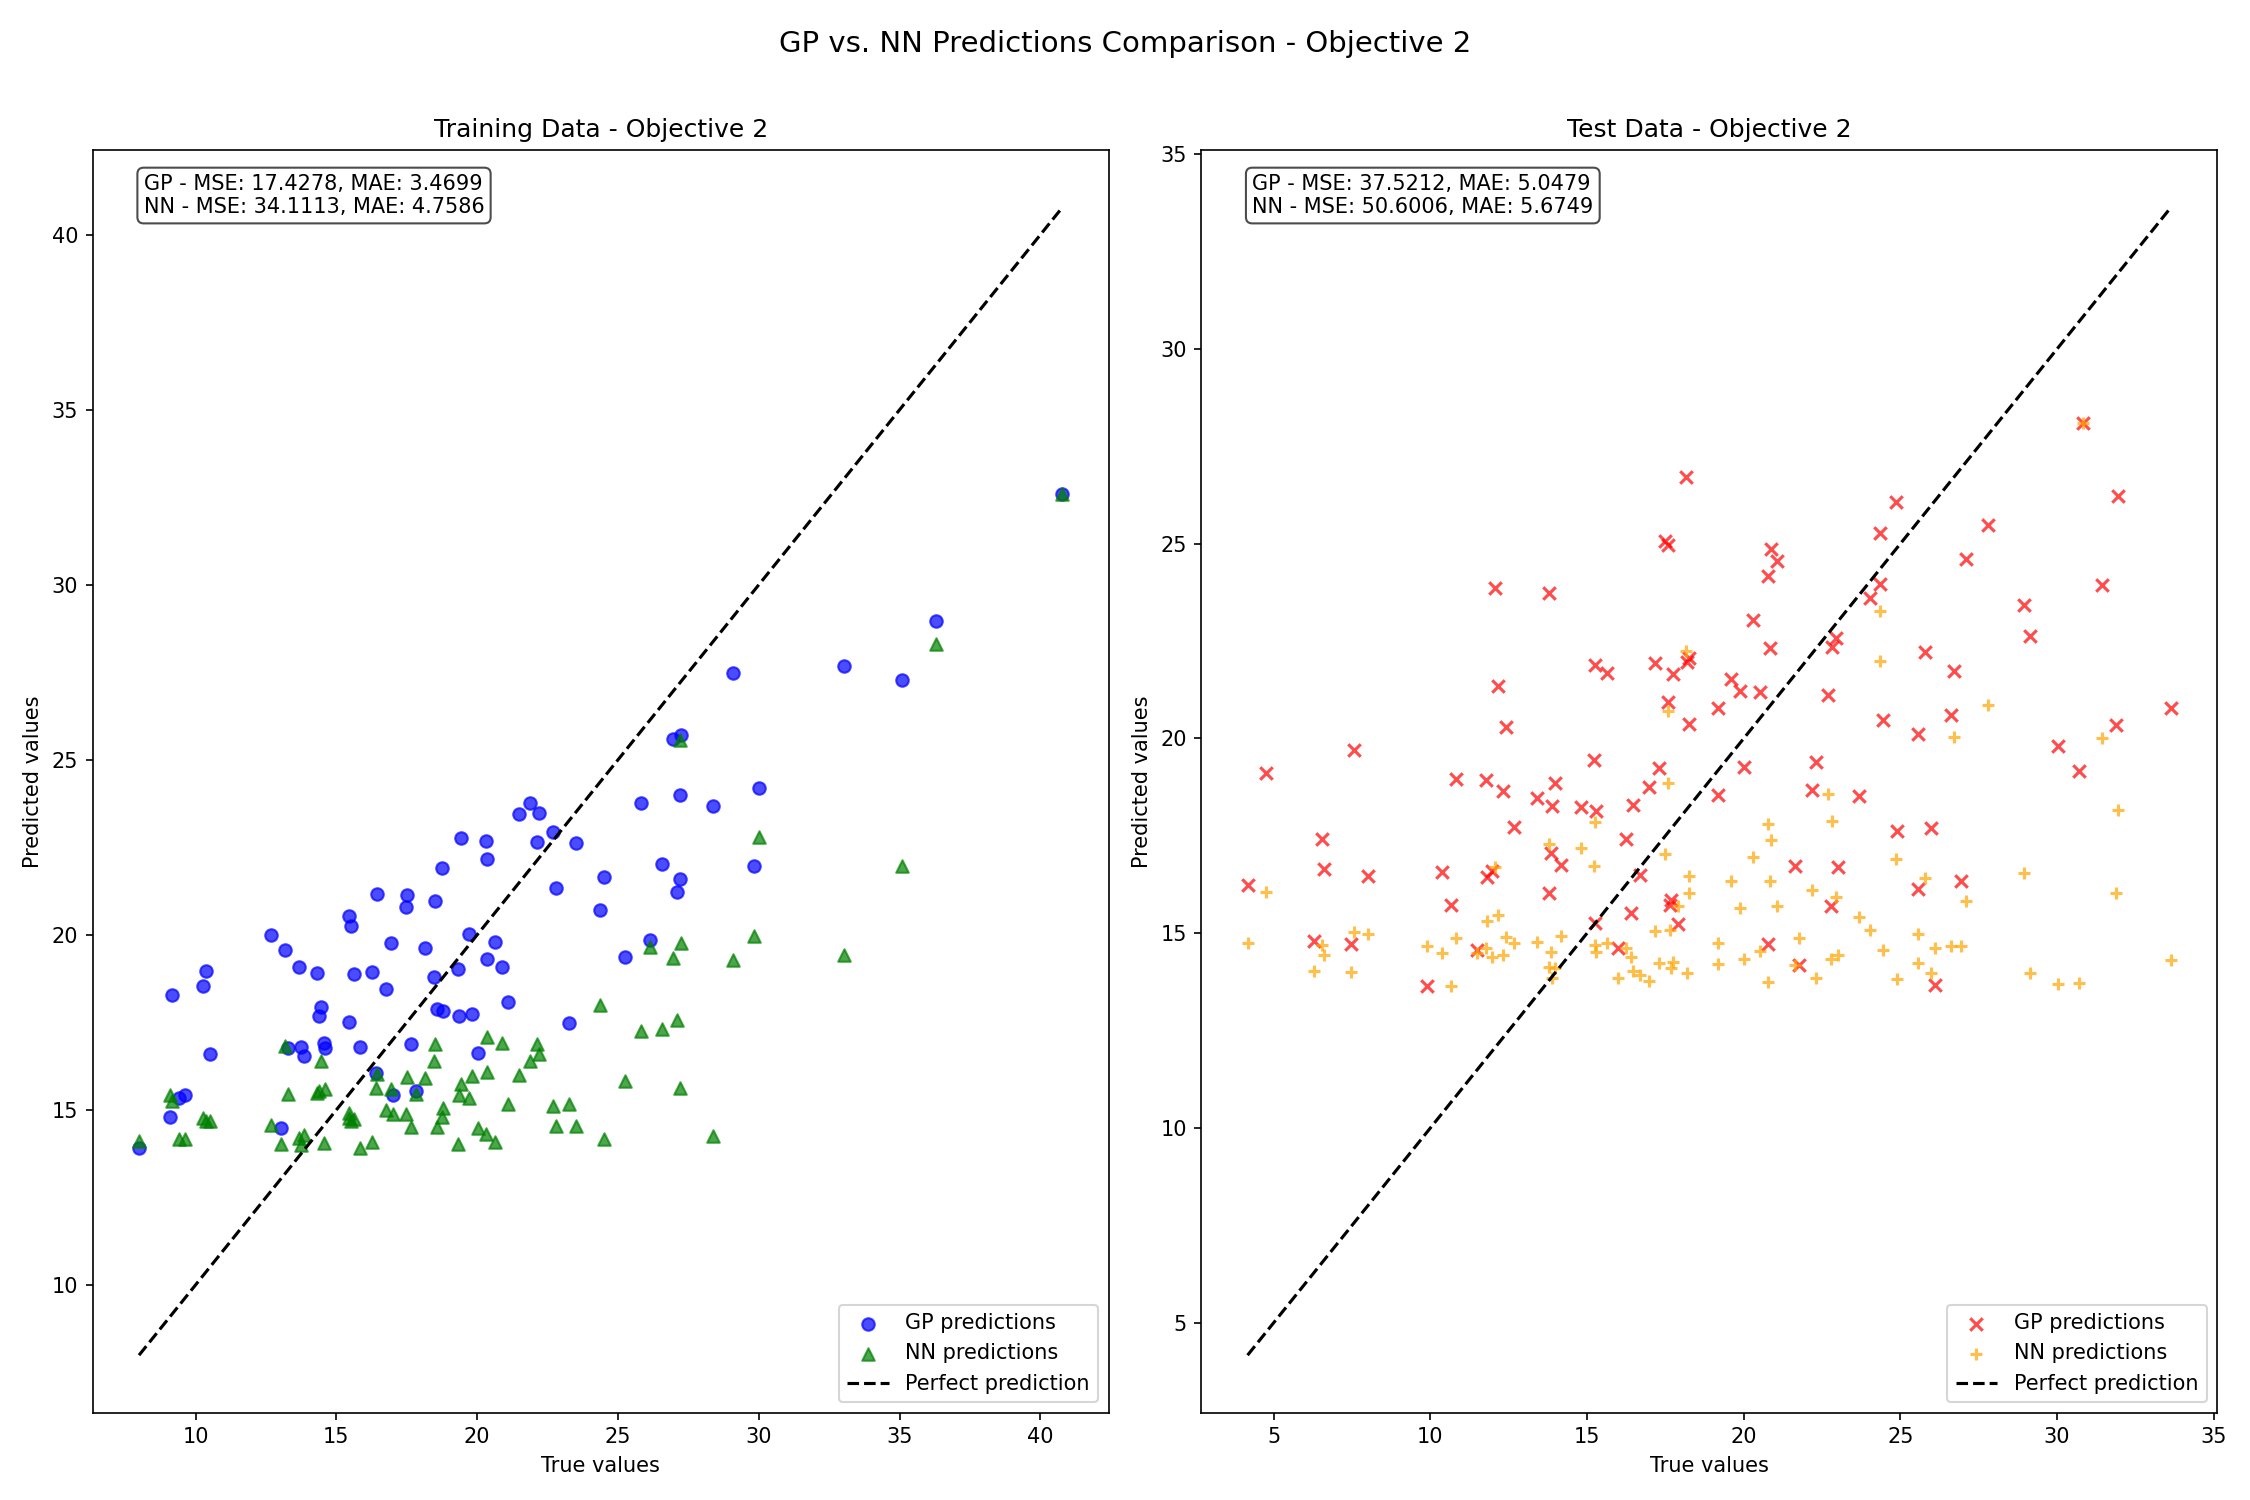 GP vs. NN Predictions Comparison - Objective 2
Training Data - Objective 2
GP - MSE: 17.4278, MAE: 3.4699
NN - MSE: 34.1113, MAE: 4.7586
Predicted values
40
35
30
25
20
15
10
10
15
20
25
30
35
40
True values
GP predictions
NN predictions
Perfect prediction
Test Data - Objective 2
GP - MSE: 37.5212, MAE: 5.0479
NN - MSE: 50.6006, MAE: 5.6749
Predicted values
35
30
25
20
15
10
5
5
10
15
20
25
30
35
True values
GP predictions
NN predictions
Perfect prediction